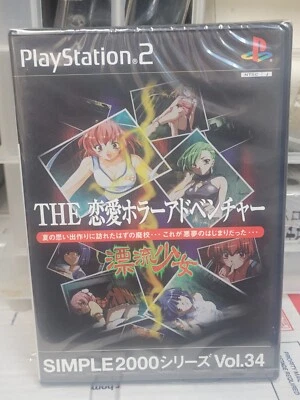 PlayStation®2
NTSC J
THE 恋愛ホラーアドベンチャー
夏の思い出作りに訪れたはずの廃校・・・これが悪夢のはじまりだった・・・
漂流少女
SIMPLE2000シリーズ Vol.34